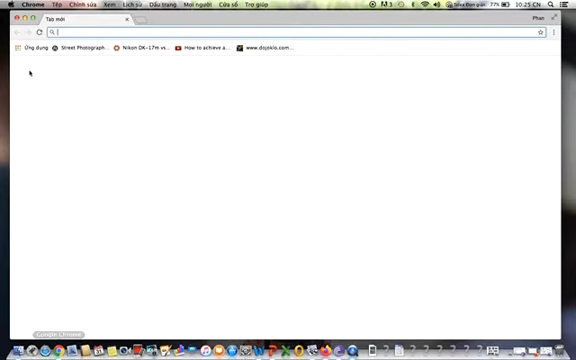 Chrome Tệp Chỉnh sửa Xem Lịch sử Dấu trang Mọi người Cửa sổ Trợ giúp 77% 10:25 CN
Tab mới Phan
Ứng dụng Street Photograph... Nikon DK-17m vs... How to achieve a... www.dojokio.com...
Google Chrome